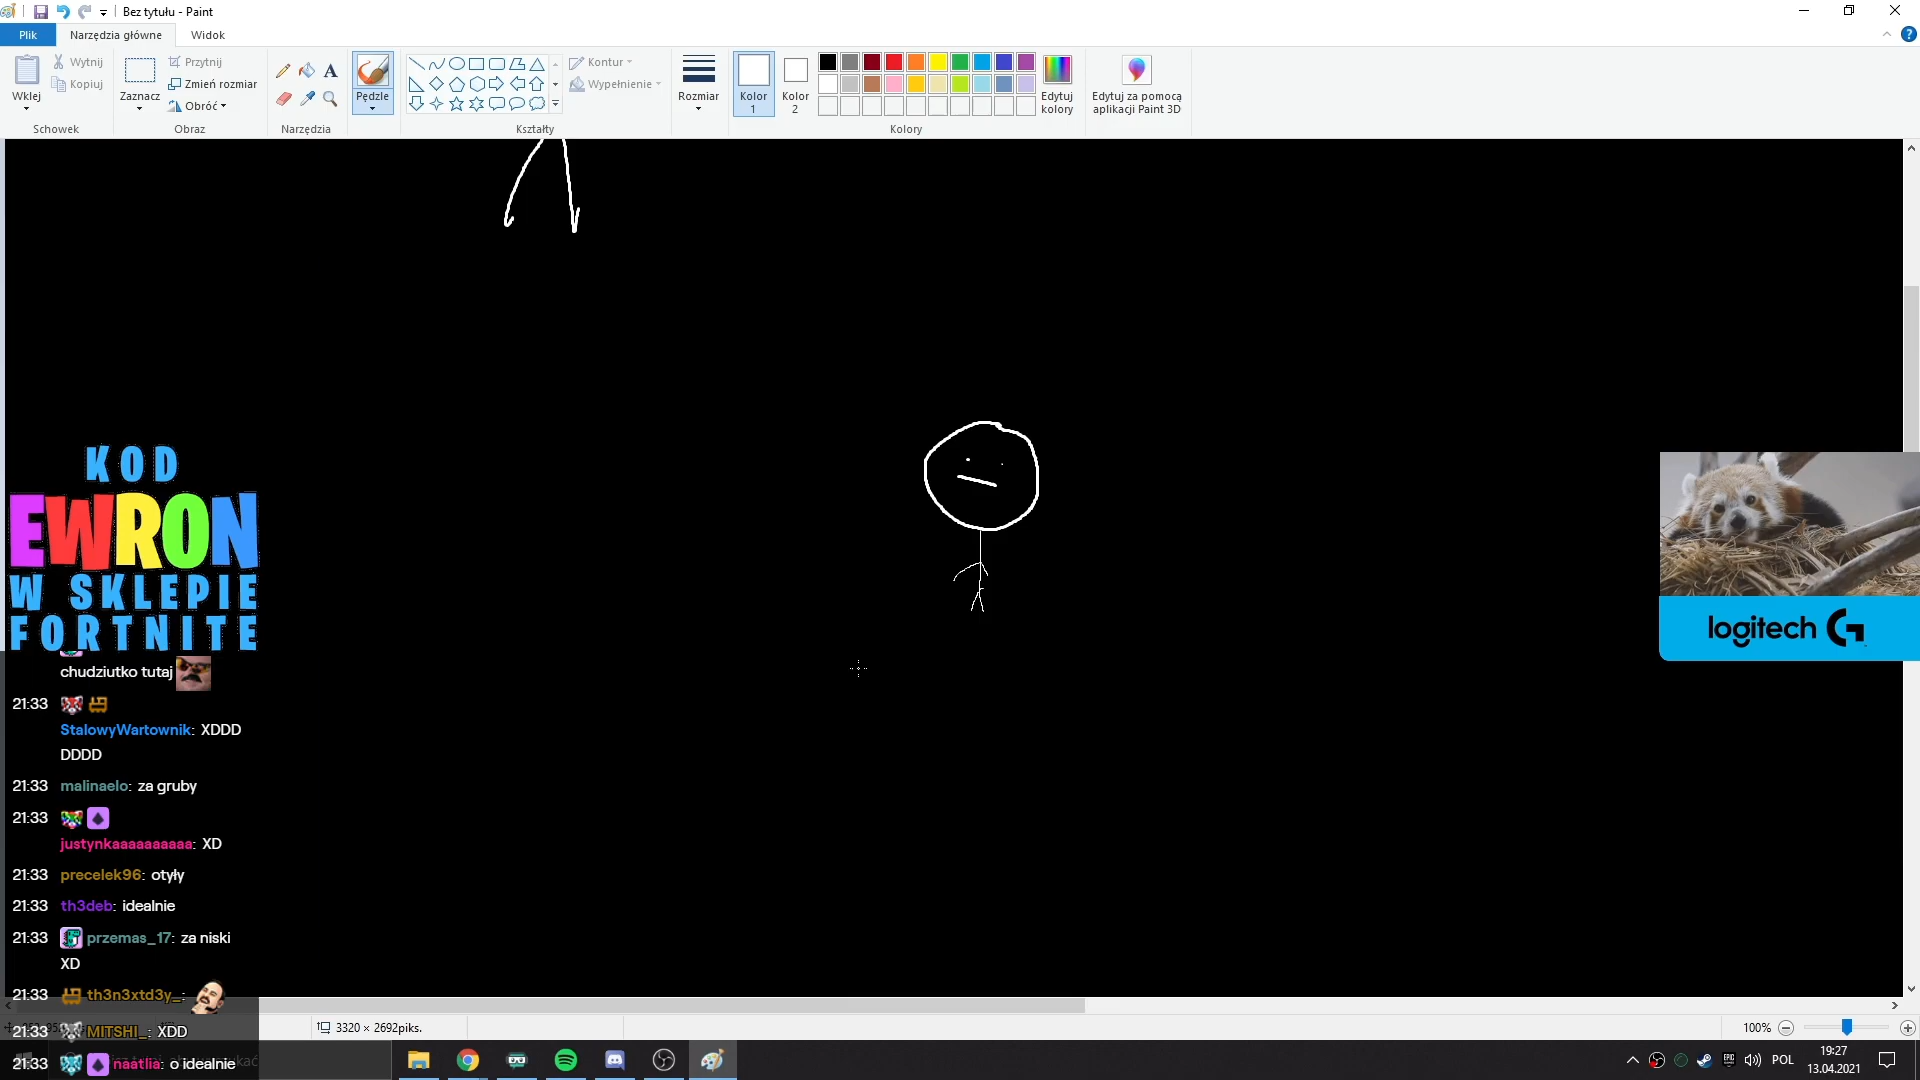 Bez tytułu - Paint
Plik
Narzędzia główne
Widok
Wklej
Wytnij
Kopiuj
Schowek
Zaznacz
Przytnij
Zmień rozmiar
Obróć
Obraz
A
Narzędzia
Pędzle
Kontur
Wypełnienie
Kształty
Rozmiar
Kolor
1
Kolor
2
Edytuj
kolory
Kolory
Edytuj za pomocą
aplikacji Paint 3D
KOD
EWRON
W SKLEPIE
FORTNITE
logitech G
chudziutko tutaj
21:33
StalowyWartownik: XDDD
DDDD
21:33 malinaelo: za gruby
21:33
justynkaaaaaaaaaa: XD
21:33 precelek96: otyły
21:33 th3deb: idealnie
21:33 przemas_17: za niski
XD
21:33 th3n3xtd3y_:
21:33 MITSHI_: XDD
21:33 naatlia: o idealnie
3320 × 2692piks.
100%
EPIC
POL
19:27
13.04.2021